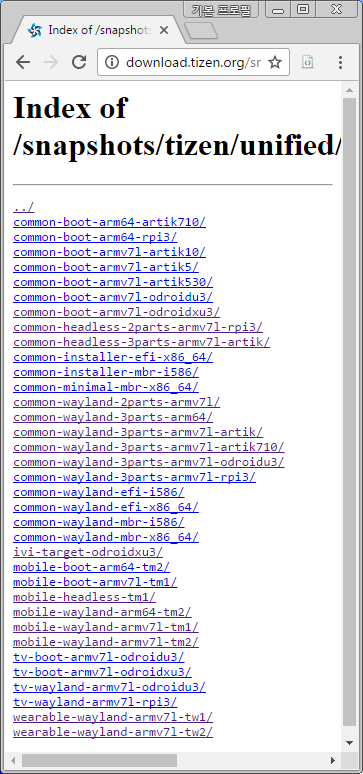 기본 프로필
Index of /snapshots
download.tizen.org/sr
Index of
/snapshots/tizen/unified/
../
common-boot-arm64-artik710/
common-boot-arm64-rpi3/
common-boot-armv7l-artik10/
common-boot-armv7l-artik5/
common-boot-armv7l-artik530/
common-boot-armv7l-odroidu3/
common-boot-armv7l-odroidxu3/
common-headless-2parts-armv7l-rpi3/
common-headless-3parts-armv7l-artik/
common-installer-efi-x86_64/
common-installer-mbr-i586/
common-minimal-mbr-x86_64/
common-wayland-2parts-armv7l/
common-wayland-3parts-arm64/
common-wayland-3parts-armv7l-artik/
common-wayland-3parts-armv7l-artik710/
common-wayland-3parts-armv7l-odroidu3/
common-wayland-3parts-armv7l-rpi3/
common-wayland-efi-i586/
common-wayland-efi-x86_64/
common-wayland-mbr-i586/
common-wayland-mbr-x86_64/
ivi-target-odroidxu3/
mobile-boot-arm64-tm2/
mobile-boot-armv7l-tm1/
mobile-headless-tm1/
mobile-wayland-arm64-tm2/
mobile-wayland-armv7l-tm1/
mobile-wayland-armv7l-tm2/
tv-boot-armv7l-odroidu3/
tv-boot-armv7l-odroidxu3/
tv-wayland-armv7l-odroidu3/
tv-wayland-armv7l-rpi3/
wearable-wayland-armv7l-tw1/
wearable-wayland-armv7l-tw2/